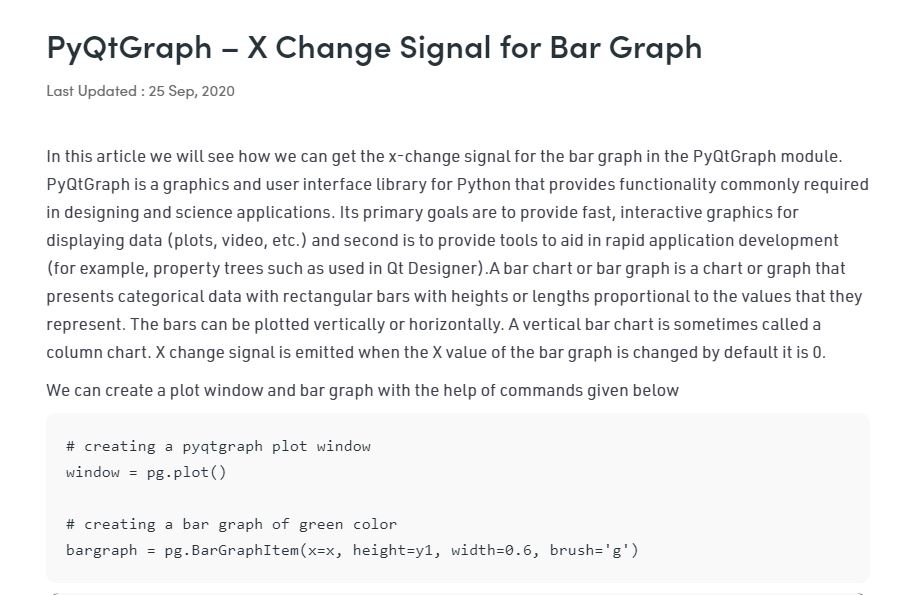 PyQtGraph – X Change Signal for Bar Graph
Last Updated : 25 Sep, 2020
In this article we will see how we can get the x-change signal for the bar graph in the PyQtGraph module.
PyQtGraph is a graphics and user interface library for Python that provides functionality commonly required
in designing and science applications. Its primary goals are to provide fast, interactive graphics for
displaying data (plots, video, etc.) and second is to provide tools to aid in rapid application development
(for example, property trees such as used in Qt Designer).A bar chart or bar graph is a chart or graph that
presents categorical data with rectangular bars with heights or lengths proportional to the values that they
represent. The bars can be plotted vertically or horizontally. A vertical bar chart is sometimes called a
column chart. X change signal is emitted when the X value of the bar graph is changed by default it is 0.
We can create a plot window and bar graph with the help of commands given below
# creating a pyqtgraph plot window
window = pg.plot()
# creating a bar graph of green color
bargraph = pg.BarGraphItem(x=x, height=y1, width=0.6, brush='g')